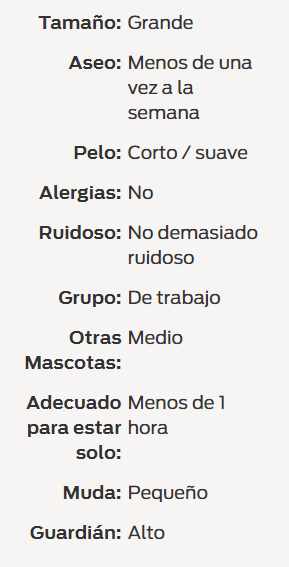 Tamaño: Grande
Aseo: Menos de una
vez a la
semana
Pelo: Corto / suave
Alergias: No
Ruidoso: No demasiado
ruidoso
Grupo: De trabajo
Otras Medio
Mascotas:
Adecuado Menos de 1
para estar hora
solo:
Muda: Pequeño
Guardián: Alto